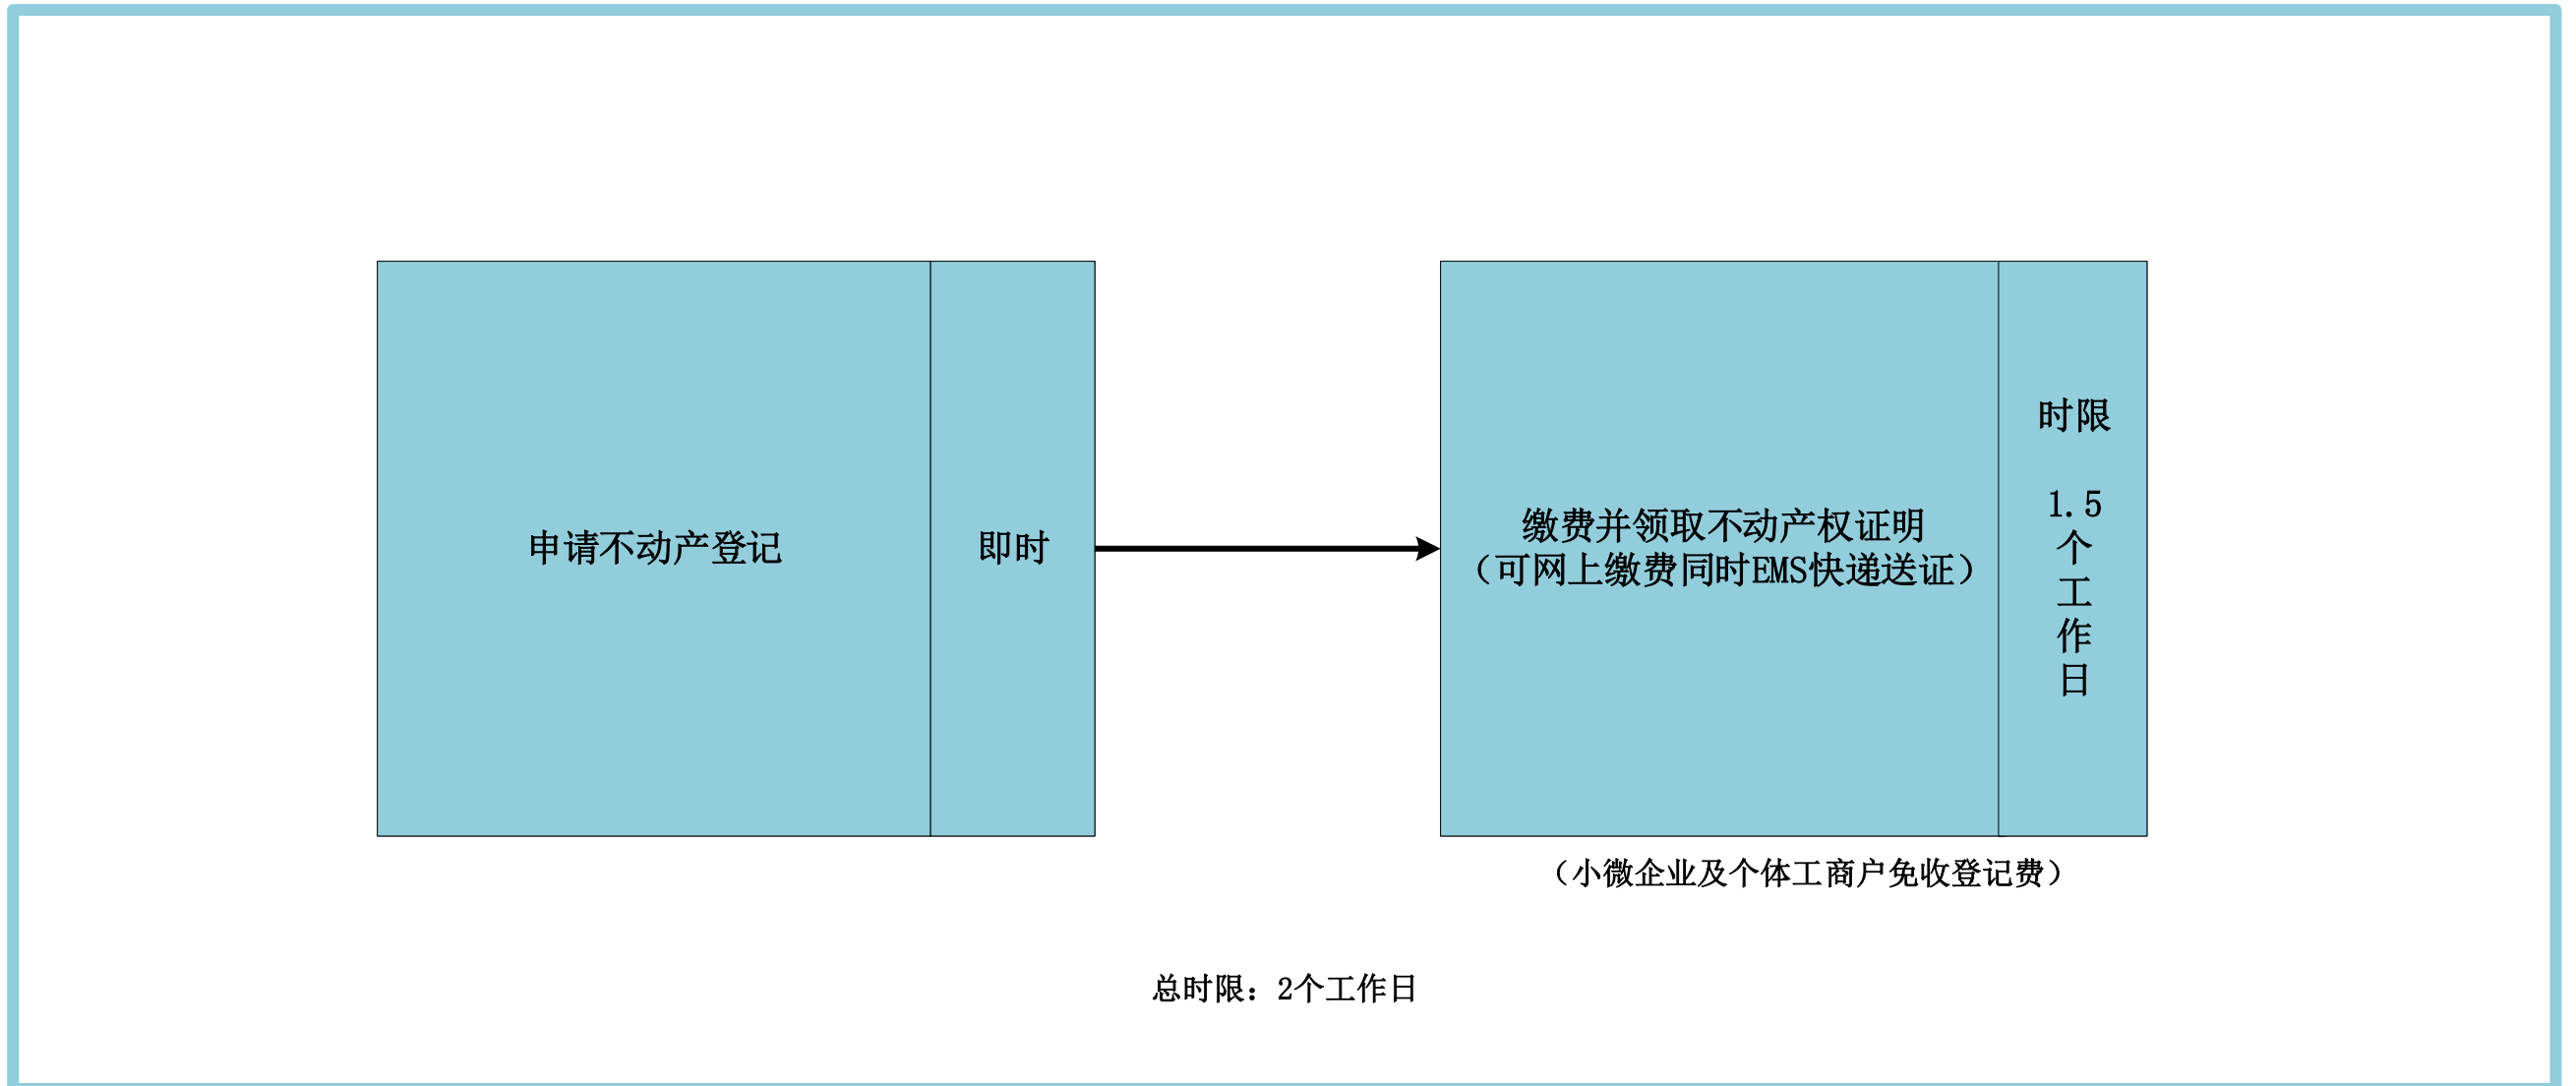 申请不动产登记
即时
缴费并领取不动产权证明
（可网上缴费同时EMS快递送证）
时限
1.5
个
工
作
日
（小微企业及个体工商户免收登记费）
总时限：2个工作日